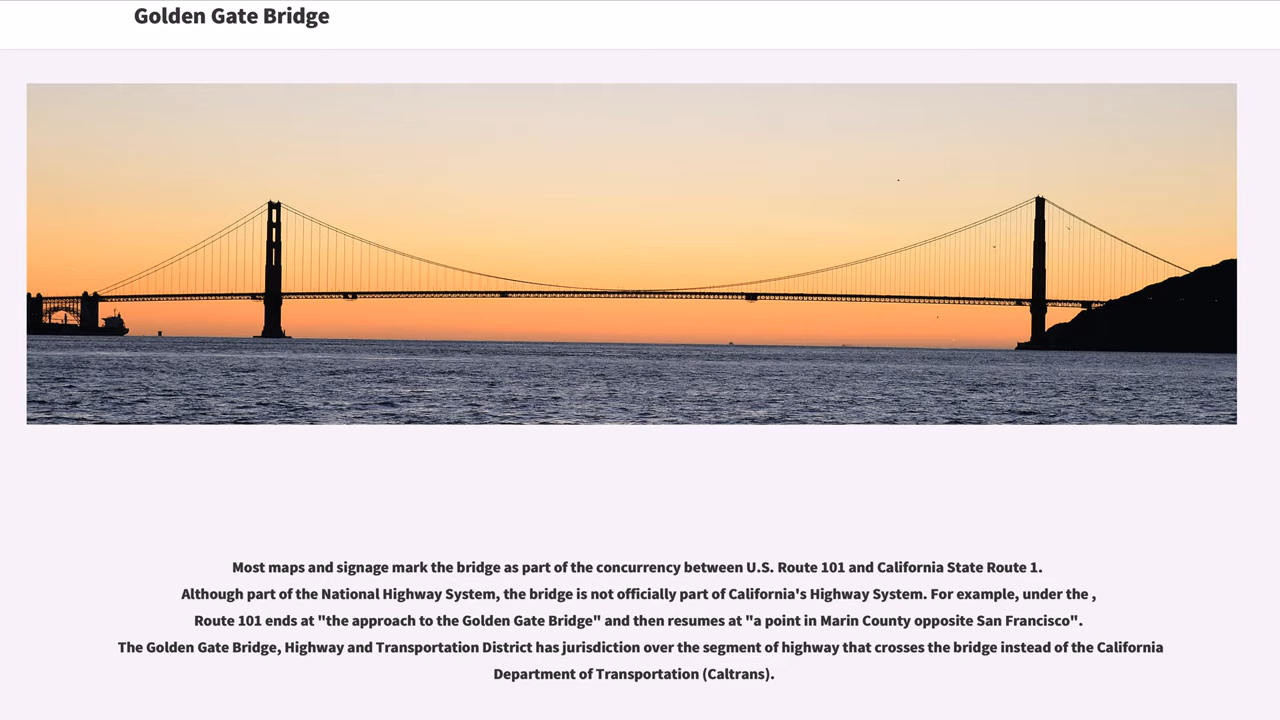 Golden Gate Bridge
Most maps and signage mark the bridge as part of the concurrency between U.S. Route 101 and California State Route 1.
Although part of the National Highway System, the bridge is not officially part of California's Highway System. For example, under the ,
Route 101 ends at "the approach to the Golden Gate Bridge" and then resumes at "a point in Marin County opposite San Francisco".
The Golden Gate Bridge, Highway and Transportation District has jurisdiction over the segment of highway that crosses the bridge instead of the California
Department of Transportation (Caltrans).